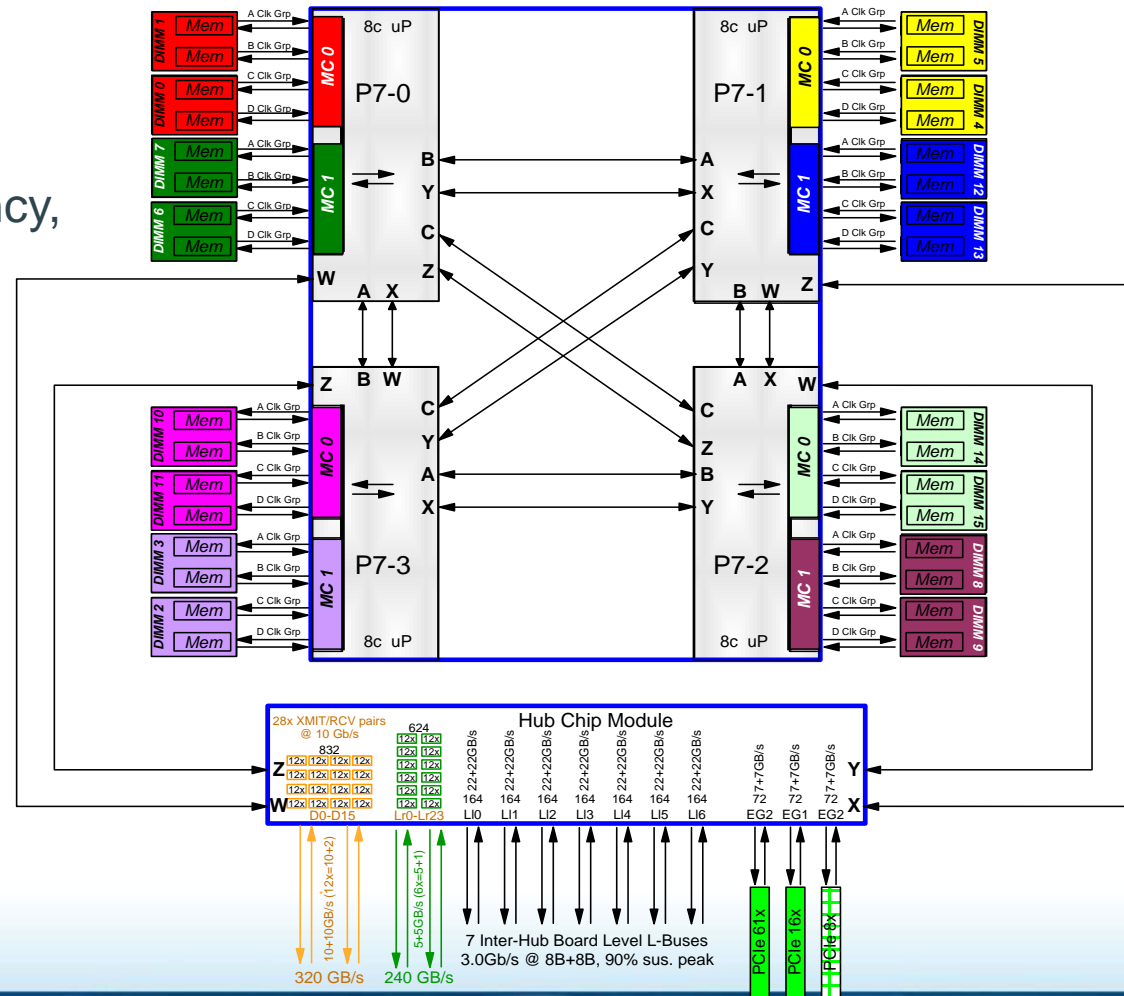 ncy,
DIMM 1
Mem
Mem
DIMM 0
Mem
Mem
DIMM 7
Mem
Mem
DIMM 6
Mem
Mem
A Clk Grp
B Clk Grp
C Clk Grp
D Clk Grp
A Clk Grp
B Clk Grp
C Clk Grp
D Clk Grp
MC 0
MC 1
8c uP
P7-0
B
Y
C
Z
W
A X
8c uP
P7-1
A
X
C
Y
B W
Z
MC 0
MC 1
A Clk Grp
B Clk Grp
C Clk Grp
D Clk Grp
A Clk Grp
B Clk Grp
C Clk Grp
D Clk Grp
Mem
Mem
DIMM 5
Mem
Mem
DIMM 4
Mem
Mem
DIMM 12
Mem
Mem
DIMM 13
DIMM 10
Mem
Mem
DIMM 11
Mem
Mem
DIMM 3
Mem
Mem
DIMM 2
Mem
Mem
A Clk Grp
B Clk Grp
C Clk Grp
D Clk Grp
A Clk Grp
B Clk Grp
C Clk Grp
D Clk Grp
Z
B W
MC 0
MC 1
C
Y
A
X
P7-3
8c uP
A X
W
C
Z
B
Y
P7-2
8c uP
MC 0
MC 1
A Clk Grp
B Clk Grp
C Clk Grp
D Clk Grp
A Clk Grp
B Clk Grp
C Clk Grp
D Clk Grp
Mem
Mem
DIMM 14
Mem
Mem
DIMM 15
Mem
Mem
DIMM 8
Mem
Mem
DIMM 9
Hub Chip Module
28x XMIT/RCV pairs
@ 10 Gb/s
832
Z
W
12x 12x 12x 12x
12x 12x 12x 12x
12x 12x 12x 12x
12x 12x 12x 12x
D0-D15
624
12x 12x
12x 12x
12x 12x
12x 12x
12x 12x
12x 12x
Lr0-Lr23
22+22GB/s
164
Ll0
22+22GB/s
164
Ll1
22+22GB/s
164
Ll2
22+22GB/s
164
Ll3
22+22GB/s
164
Ll4
22+22GB/s
164
Ll5
22+22GB/s
164
Ll6
7+7GB/s
72
EG2
7+7GB/s
72
EG1
7+7GB/s
72
EG2
Y
X
10+10GB/s (12x=10+2)
320 GB/s
5+5GB/s (6x=5+1)
240 GB/s
7 Inter-Hub Board Level L-Buses
3.0Gb/s @ 8B+8B, 90% sus. peak
PCIe 61x
PCIe 16x
PCIe 8x